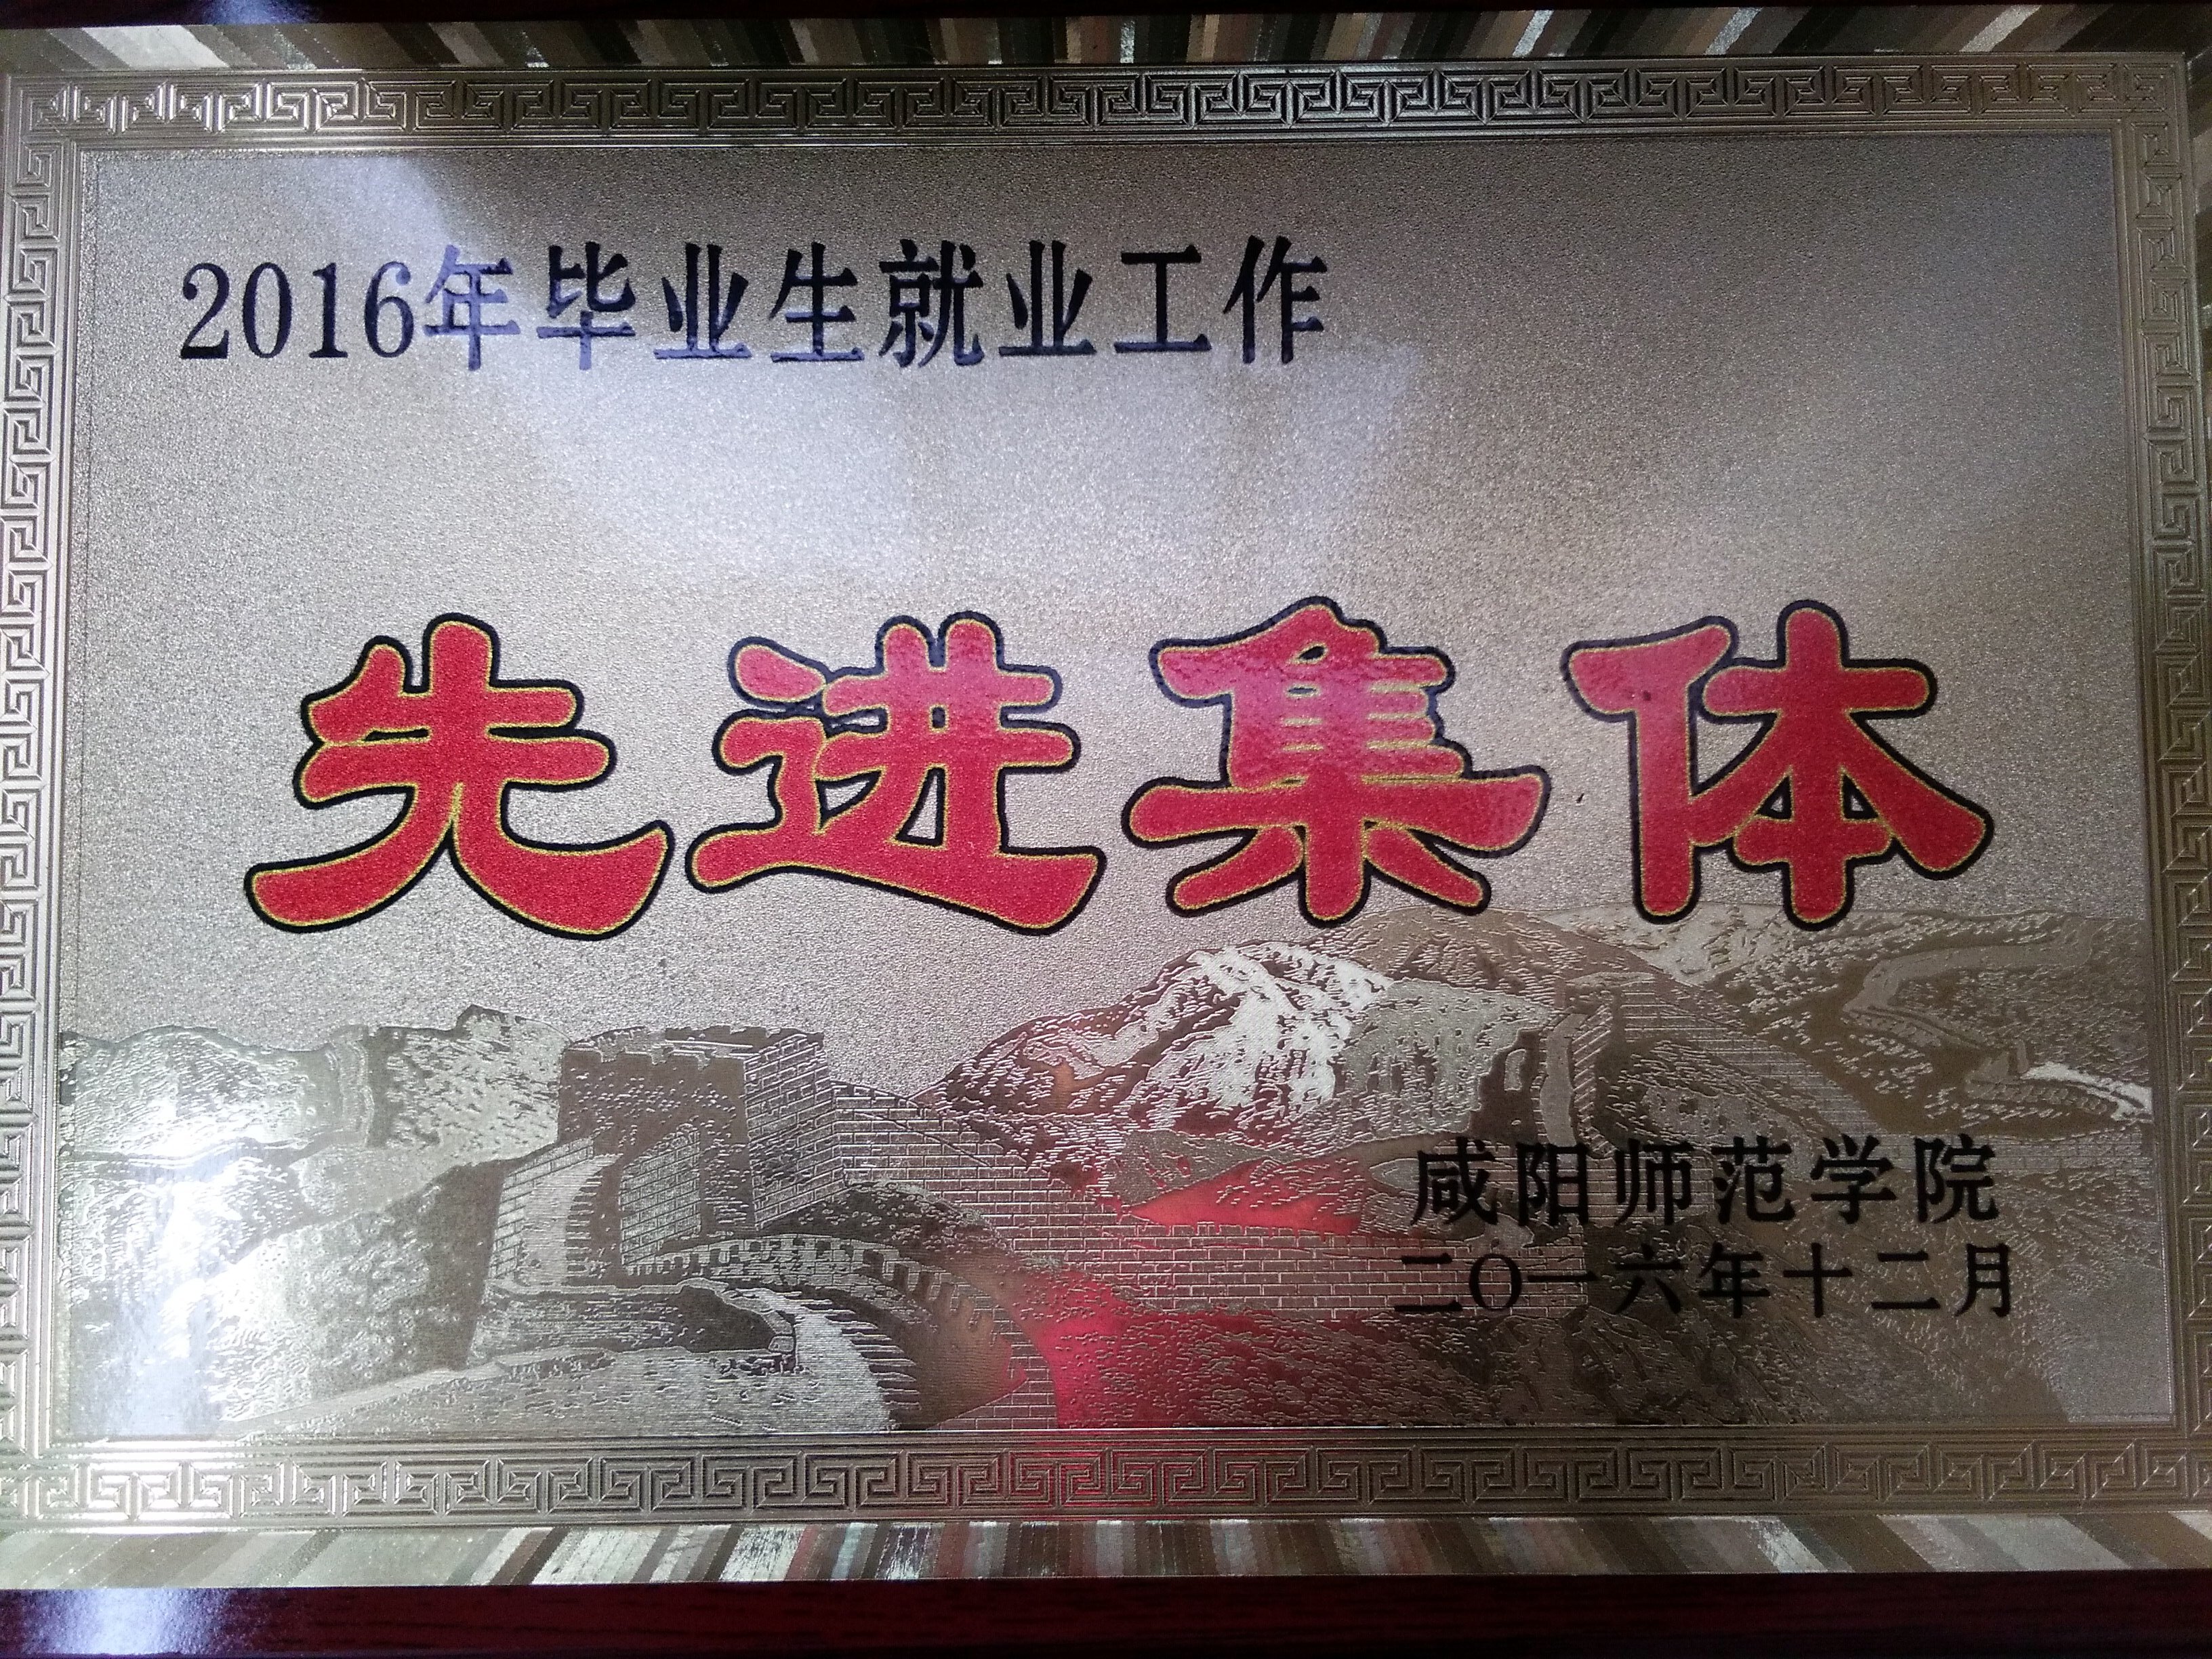 2016年毕业生就业工作
先进集体
咸阳师范学院
二〇一六年十二月